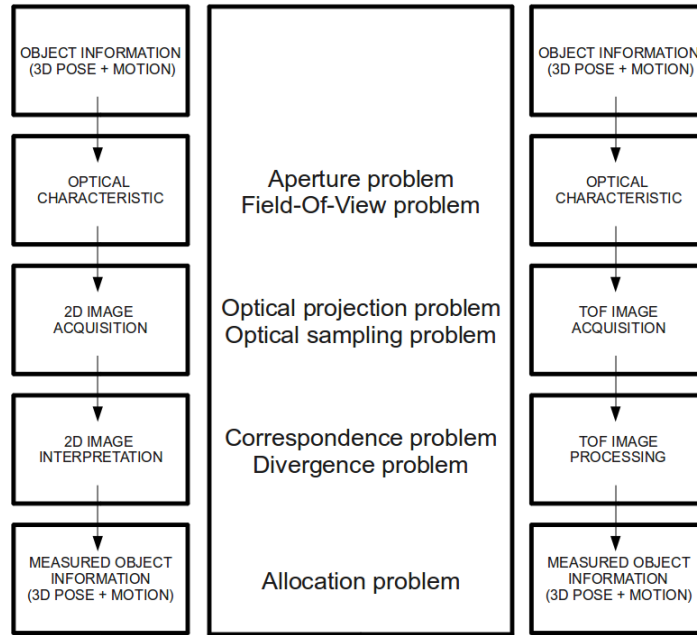 OBJECT INFORMATION
(3D POSE + MOTION)
OPTICAL
CHARACTERISTIC
2D IMAGE
ACQUISITION
2D IMAGE
INTERPRETATION
MEASURED OBJECT
INFORMATION
(3D POSE + MOTION)
Aperture problem
Field-Of-View problem
Optical projection problem
Optical sampling problem
Correspondence problem
Divergence problem
Allocation problem
OBJECT INFORMATION
(3D POSE + MOTION)
OPTICAL
CHARACTERISTIC
TOF IMAGE
ACQUISITION
TOF IMAGE
PROCESSING
MEASURED OBJECT
INFORMATION
(3D POSE + MOTION)